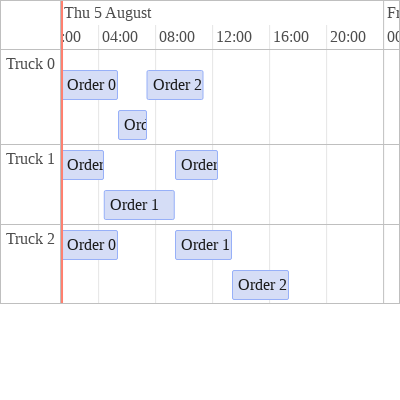 Thu 5 August Fr
:00 04:00 08:00 12:00 16:00 20:00 00
Truck 0
Order 0 Order 2
Ord
Truck 1
Order Order
Order 1
Truck 2
Order 0 Order 1
Order 2